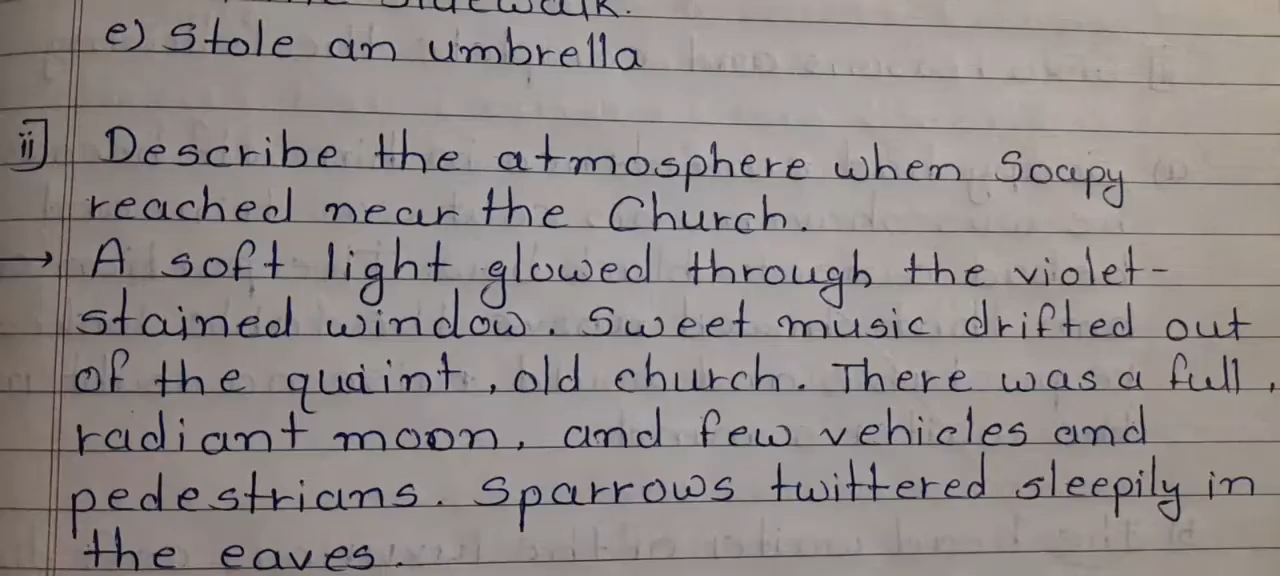 e) Stole an umbrella
ii] Describe the atmosphere when Soapy
reached near the Church.
→ A soft light glowed through the violet-
stained window. Sweet music drifted out
of the quaint, old church. There was a full,
radiant moon, and few vehicles and
pedestrians. Sparrows twittered sleepily in
the eaves.